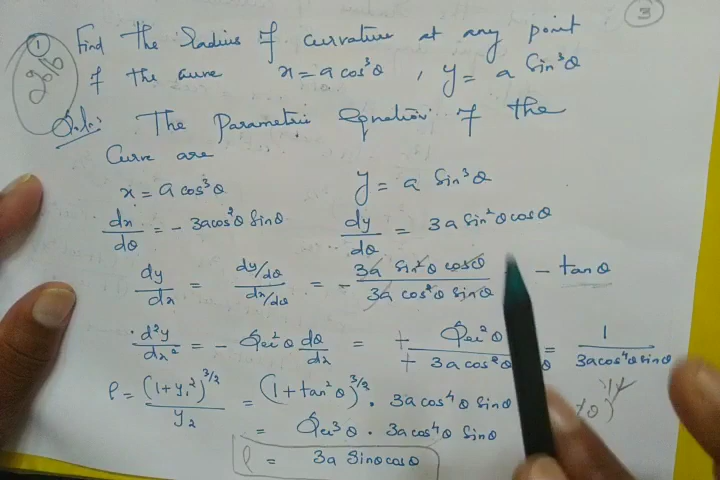 3
① Find the Radius of curvature at any point
2016
of the curve x = a cos³θ , y = a Sin³θ
Soln: The Parametric Equation of the
Curve are
x = a cos³θ y = a Sin³θ
dx/dθ = - 3a cos²θ Sinθ dy/dθ = 3a sin²θ cosθ
dy/dx = (dy/dθ)/(dx/dθ) = - (3a Sin²θ cosθ)/(3a cos²θ Sinθ) - tanθ
d²y/dx² = - Sec²θ dθ/dx = + Sec²θ/(+ 3a cos²θ θ) = 1/(3a cos⁴θ sinθ)
ρ = (1+y₁²)^3/2 / y₂ = (1+tan²θ)^3/2 . 3a cos⁴θ Sinθ
= Sec³θ . 3a cos⁴θ Sinθ
ρ = 3a Sinθ cosθ